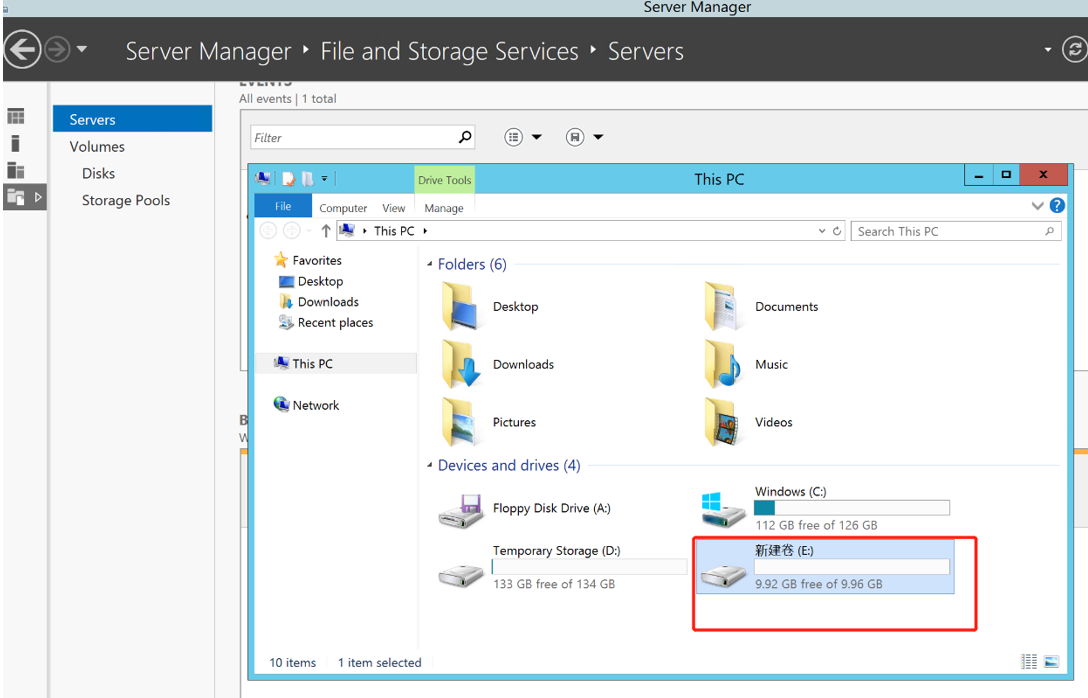 Server Manager
Server Manager ‣ File and Storage Services ‣ Servers
EVENTS
All events | 1 total
Filter
Servers
Volumes
Disks
Storage Pools
Drive Tools
This PC
File
Computer
View
Manage
This PC
Search This PC
Favorites
Desktop
Downloads
Recent places
This PC
Network
Folders (6)
Desktop
Documents
Downloads
Music
Pictures
Videos
Devices and drives (4)
Floppy Disk Drive (A:)
Windows (C:)
112 GB free of 126 GB
Temporary Storage (D:)
133 GB free of 134 GB
新建卷 (E:)
9.92 GB free of 9.96 GB
10 items
1 item selected